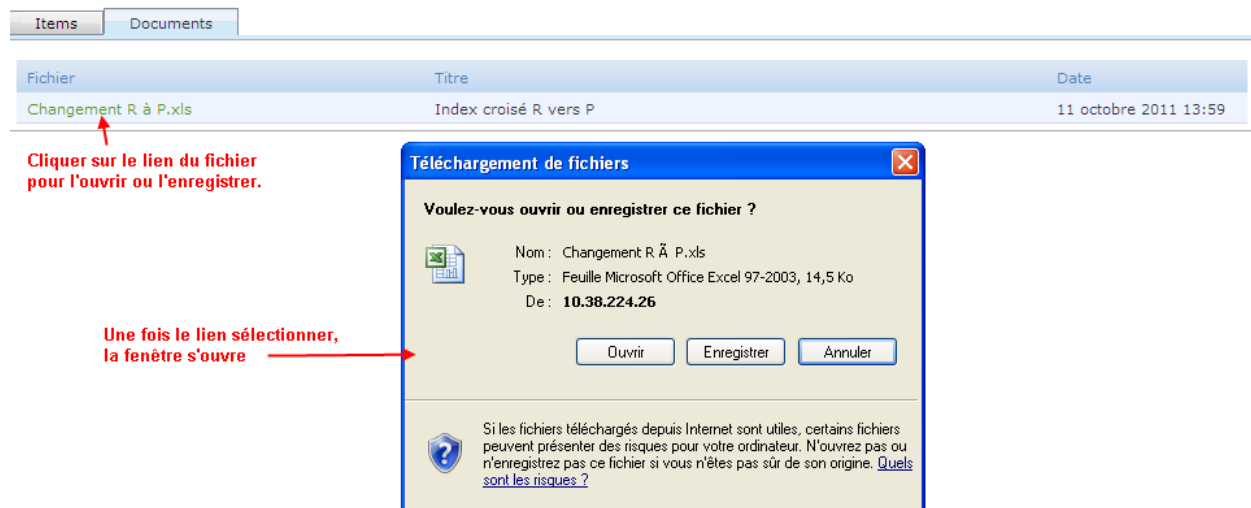 Items Documents
Fichier Titre Date
Changement R à P.xls Index croisé R vers P 11 octobre 2011 13:59
Cliquer sur le lien du fichier
pour l'ouvrir ou l'enregistrer.
Téléchargement de fichiers
Voulez-vous ouvrir ou enregistrer ce fichier ?
Nom : Changement R Ã P.xls
Type : Feuille Microsoft Office Excel 97-2003, 14,5 Ko
De : 10.38.224.26
Une fois le lien sélectionner,
la fenêtre s'ouvre
Ouvrir Enregistrer Annuler
Si les fichiers téléchargés depuis Internet sont utiles, certains fichiers
peuvent présenter des risques pour votre ordinateur. N'ouvrez pas ou
n'enregistrez pas ce fichier si vous n'êtes pas sûr de son origine. Quels
sont les risques ?